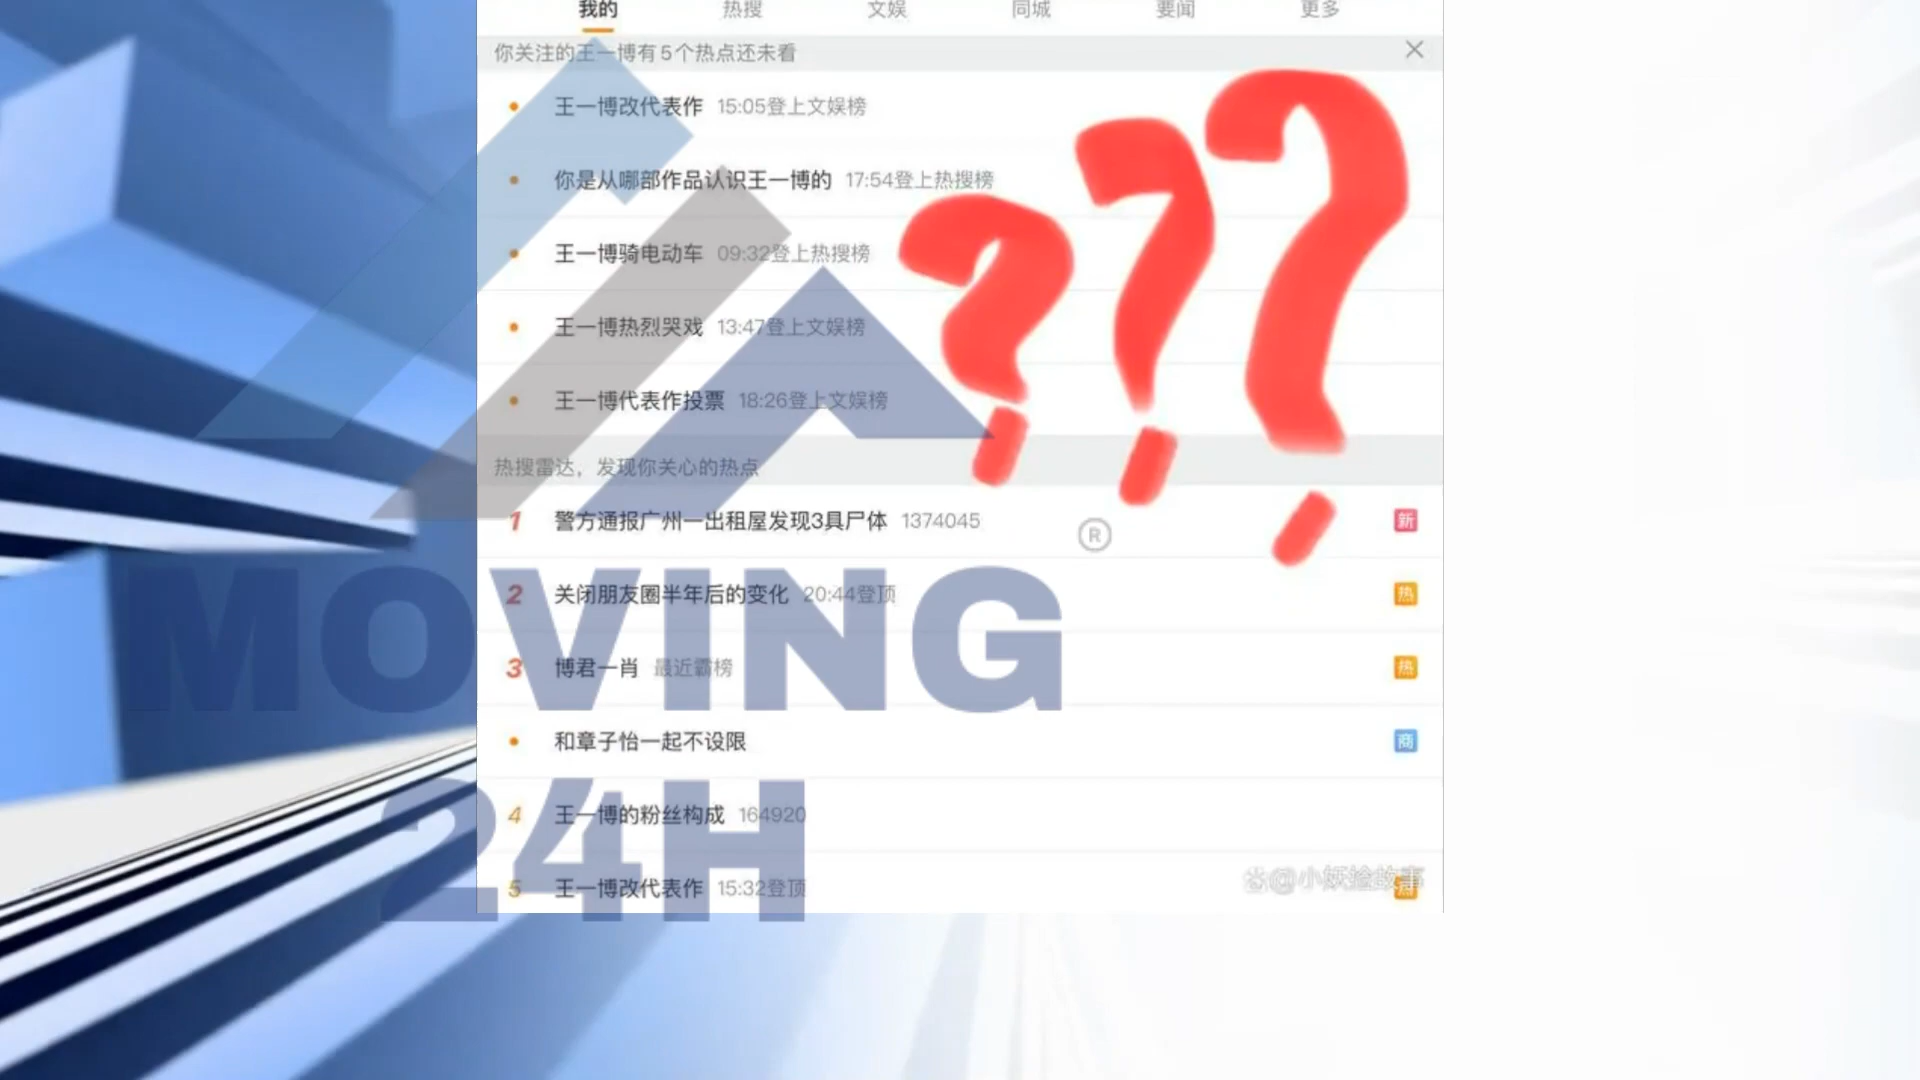 我的 热搜 文娱 同城 要闻 更多
你关注的王一博有5个热点还未看
王一博改代表作 15:05登上文娱榜
你是从哪部作品认识王一博的 17:54登上热搜榜
王一博骑电动车 09:32登上热搜榜
王一博热烈哭戏 13:47登上文娱榜
王一博代表作投票 18:26登上文娱榜
???
热搜雷达，发现你关心的热点
1 警方通报广州一出租屋发现3具尸体 1374045 新
®
2 关闭朋友圈半年后的变化 20:44登顶 热
MOVING
3 博君一肖 最近霸榜 热
和章子怡一起不设限 商
4 王一博的粉丝构成 164920
24H
5 王一博改代表作 15:32登顶 热